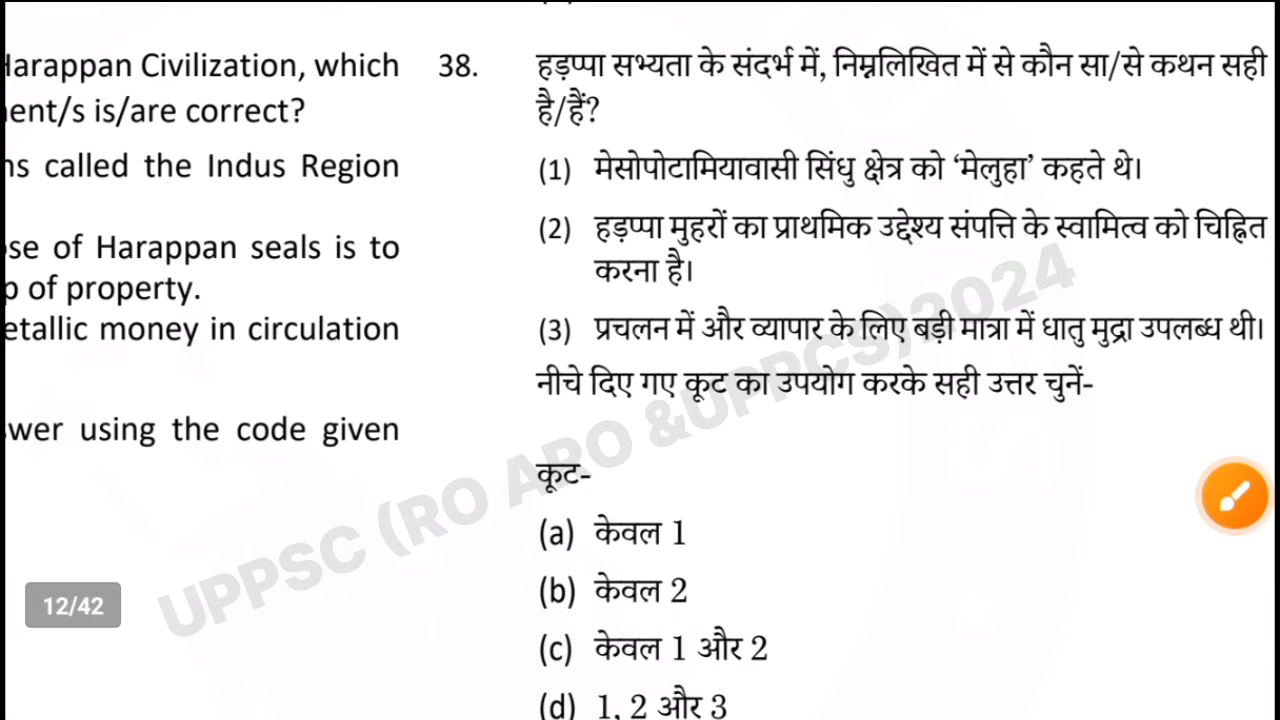 Harappan Civilization, which
ent/s is/are correct?
ns called the Indus Region
se of Harappan seals is to
p of property.
etallic money in circulation
wer using the code given
38. हड़प्पा सभ्यता के संदर्भ में, निम्नलिखित में से कौन सा/से कथन सही
है/हैं?
(1) मेसोपोटामियावासी सिंधु क्षेत्र को ‘मेलुहा’ कहते थे।
(2) हड़प्पा मुहरों का प्राथमिक उद्देश्य संपत्ति के स्वामित्व को चिह्नित
करना है।
(3) प्रचलन में और व्यापार के लिए बड़ी मात्रा में धातु मुद्रा उपलब्ध थी।
नीचे दिए गए कूट का उपयोग करके सही उत्तर चुनें-
कूट-
(a) केवल 1
(b) केवल 2
(c) केवल 1 और 2
(d) 1, 2 और 3
UPPSC (RO ARO &UPPCS)2024
12/42